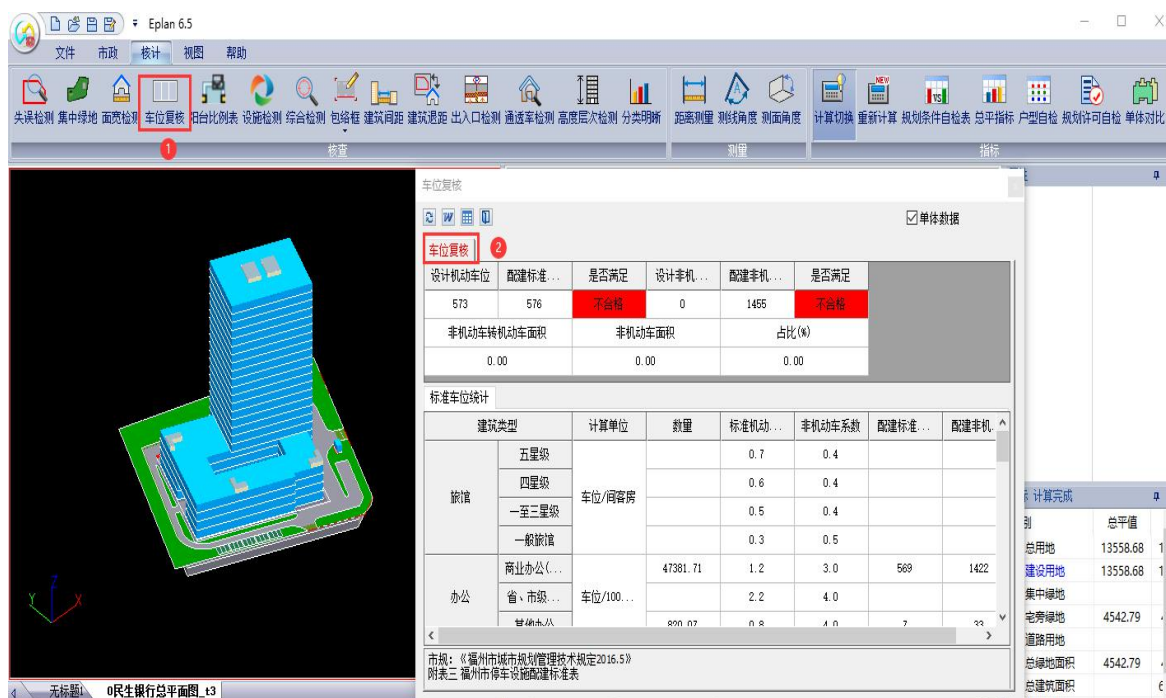 Eplan 6.5
文件 市政 核计 视图 帮助
失误检测 集中绿地 面宽检测 车位复核 阳台比例表 设施检测 综合检测 包络框 建筑间距 建筑退距 出入口检测 通透率检测 高度层次检测 分类明晰 距离测量 测线角度 测面角度 计算切换 重新计算 规划条件自检表 总平指标 户型自检 规划许可自检 单体对比
1
核查 测量 指标
车位复核
单体数据
车位复核 2
设计机动车位 配建标准... 是否满足 设计非机... 配建非机... 是否满足
573 576 不合格 0 1455 不合格
非机动车转机动车面积 非机动车面积 占比(%)
0.00 0.00 0.00
标准车位统计
建筑类型 计算单位 数量 标准机动... 非机动车系数 配建标准... 配建非机.
旅馆 五星级 车位/间客房 0.7 0.4
四星级 0.6 0.4
一至三星级 0.5 0.4
一般旅馆 0.3 0.5
办公 商业办公(... 车位/100... 47381.71 1.2 3.0 569 1422
省、市级... 2.2 4.0
其他办公 820.07 0.8 4.0 7 33
市规:《福州市城市规划管理技术规定2016.5》
附表三 福州市停车设施配建标准表
计算完成
别 总平值
总用地 13558.68 1
建设用地 13558.68 1
集中绿地
宅旁绿地 4542.79
道路用地
总绿地面积 4542.79
总建筑面积 6
Z
Y X
无标题1 0民生银行总平面图_t3